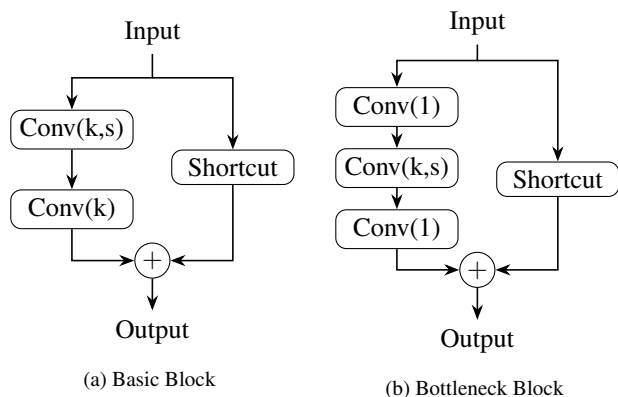 Input
Conv(k,s)
Shortcut
Conv(k)
+
Output
(a) Basic Block
Input
Conv(1)
Conv(k,s)
Shortcut
Conv(1)
+
Output
(b) Bottleneck Block